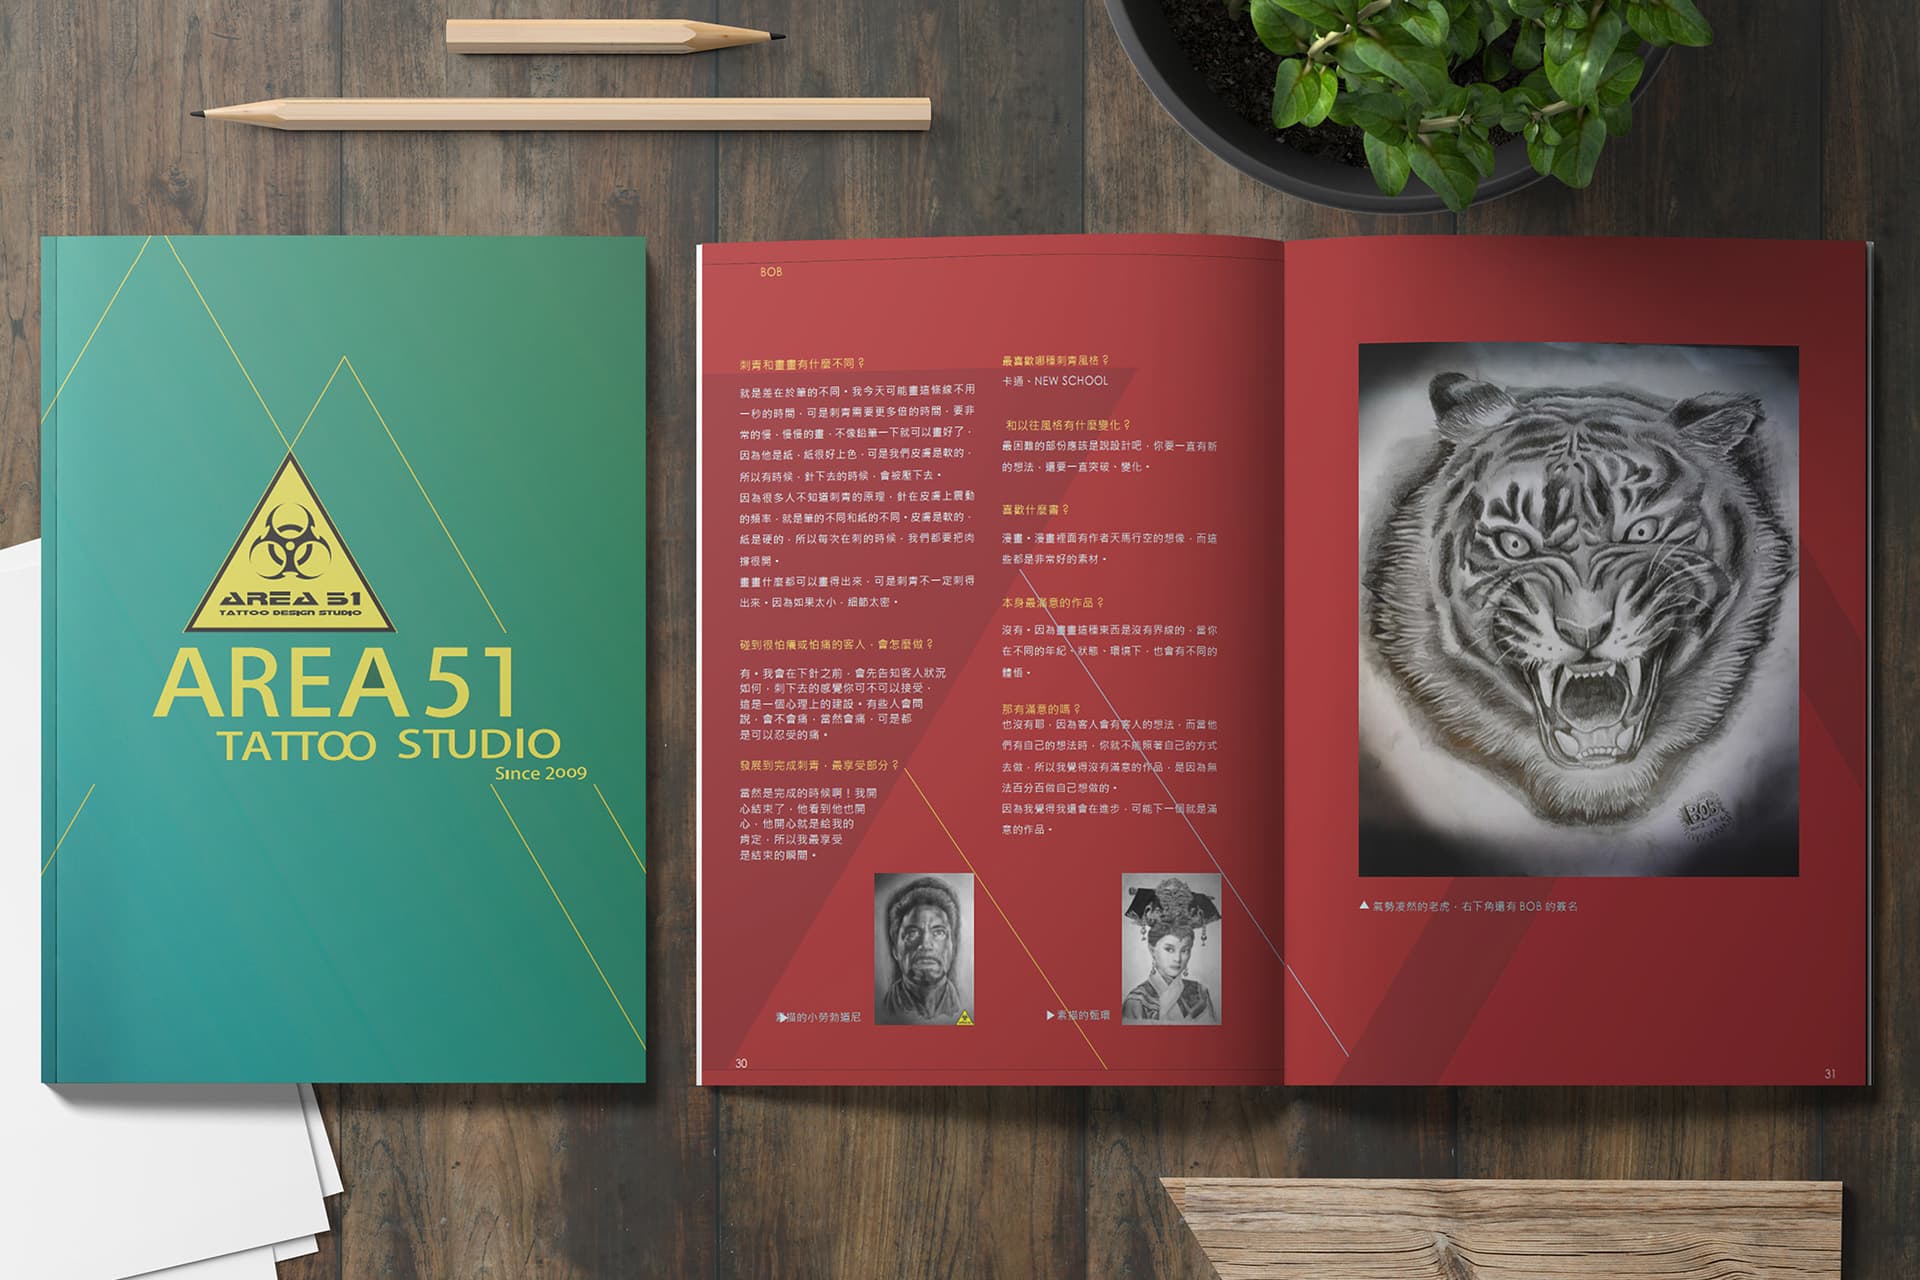 AREA 51
TATTOO DESIGN STUDIO
AREA 51
TATTOO STUDIO
Since 2009
BOB
刺青和畫畫有什麼不同？
就是差在於筆的不同。我今天可能畫這條線不用
一秒的時間，可是刺青需要更多倍的時間，要非
常的慢，慢慢的畫，不像鉛筆一下就可以畫好了，
因為他是紙，紙很好上色，可是我們皮膚是軟的，
所以有時候，針下去的時候，會被壓下去。
因為很多人不知道刺青的原理，針在皮膚上震動
的頻率，就是筆的不同和紙的不同。皮膚是軟的，
紙是硬的，所以每次在刺的時候，我們都要把肉
撐很開。
畫畫什麼都可以畫得出來，可是刺青不一定刺得
出來。因為如果太小，細節太密。
碰到很怕癢或怕痛的客人，會怎麼做？
有。我會在下針之前，會先告知客人狀況
如何，刺下去的感覺你可不可以接受，
這是一個心理上的建設。有些人會問
說，會不會痛，當然會痛，可是都
是可以忍受的痛。
發展到完成刺青，最享受部分？
當然是完成的時候啊！我開
心結束了，他看到他也開
心，他開心就是給我的
肯定，所以我最享受
是結束的瞬間。
最喜歡哪種刺青風格？
卡通、NEW SCHOOL
和以往風格有什麼變化？
最困難的部份應該是說設計吧，你要一直有新
的想法，還要一直突破、變化。
喜歡什麼書？
漫畫。漫畫裡面有作者天馬行空的想像，而這
些都是非常好的素材。
本身最滿意的作品？
沒有。因為畫畫這種東西是沒有界線的，當你
在不同的年紀、狀態、環境下，也會有不同的
體悟。
那有滿意的嗎？
也沒有耶，因為客人會有客人的想法，而當他
們有自己的想法時，你就不能照著自己的方式
去做，所以我覺得沒有滿意的作品，是因為無
法百分百做自己想做的。
因為我覺得我還會在進步，可能下一個就是滿
意的作品。
▶素描的小勞勃道尼
▶素描的甄環
30
BOB
▲氣勢凌然的老虎，右下角還有 BOB 的簽名
31